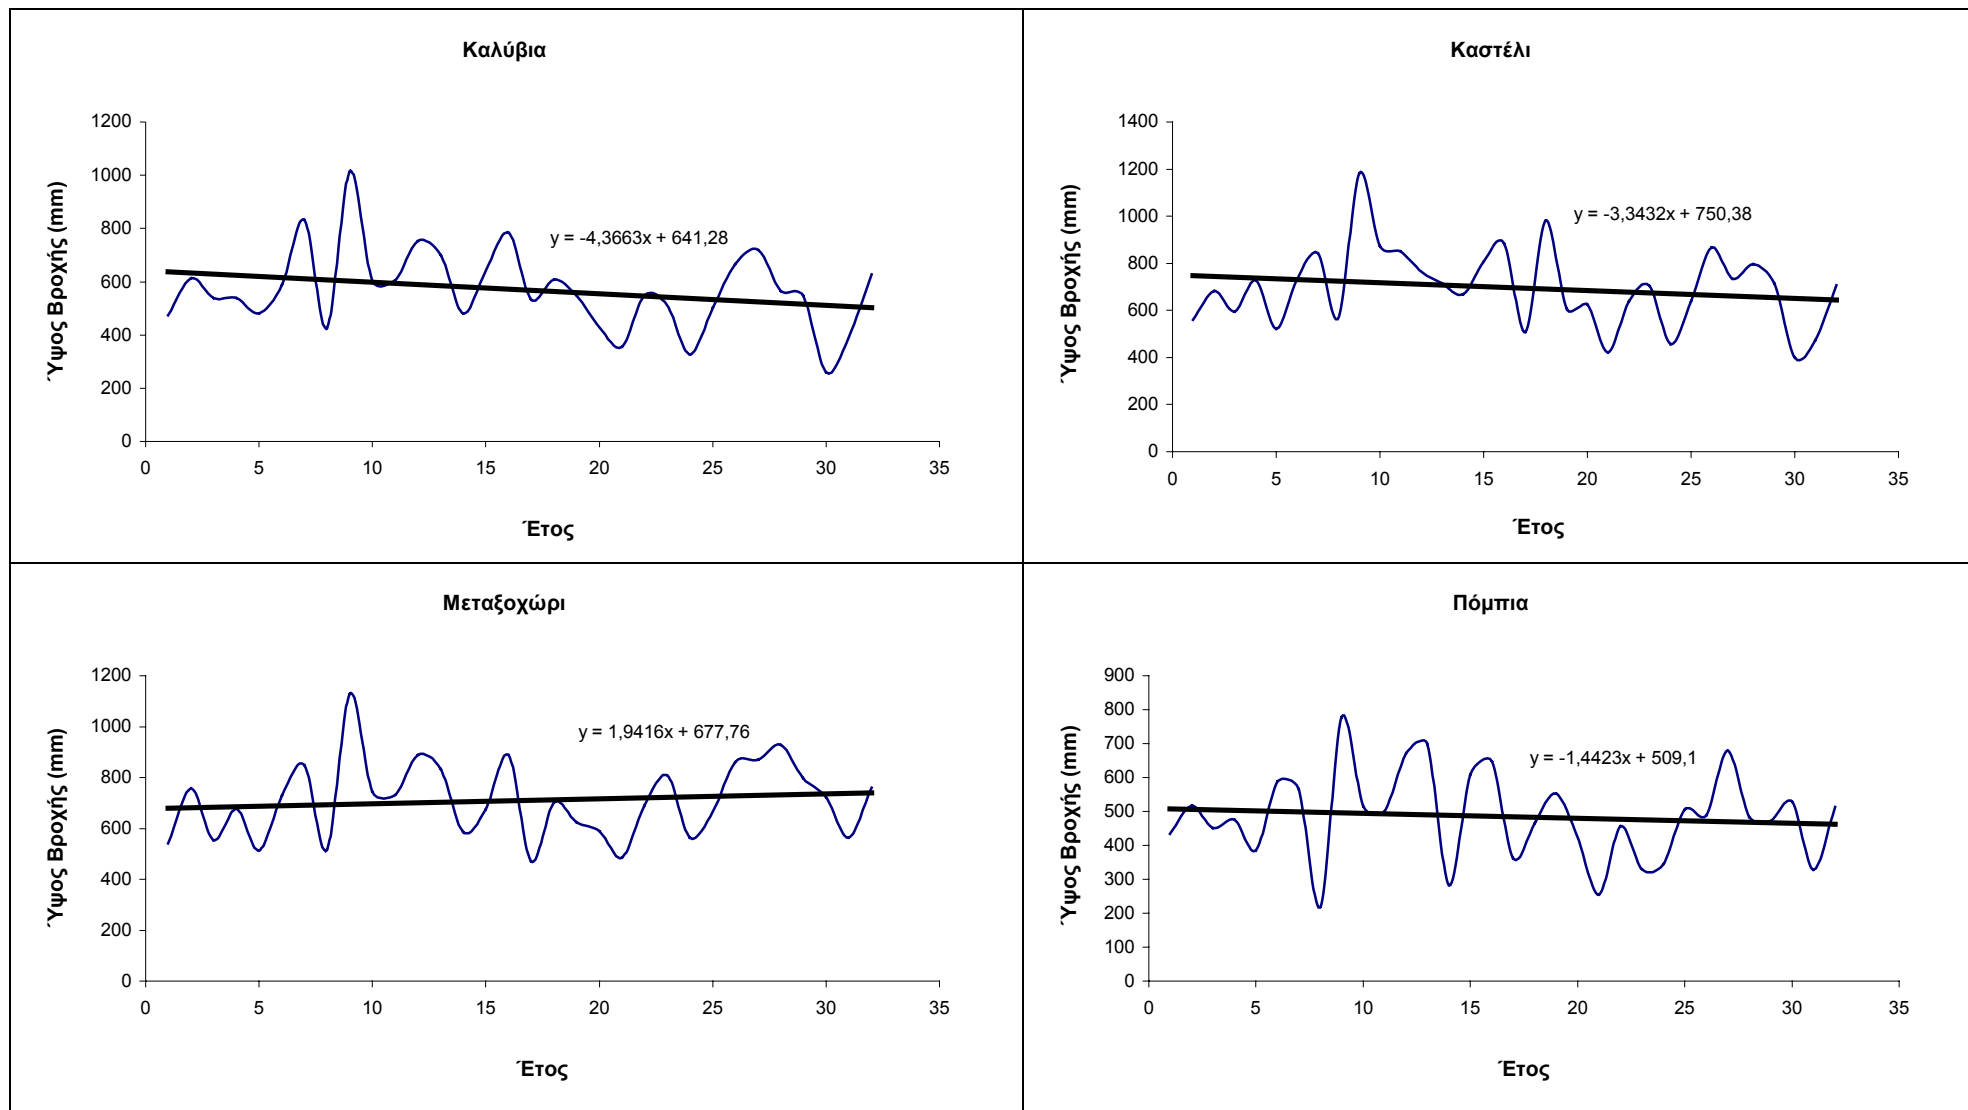 Καλύβια
Ύψος Βροχής (mm)
1200
1000
800
600
400
200
0
y = -4,3663x + 641,28
0 5 10 15 20 25 30 35
Έτος
Καστέλι
Ύψος Βροχής (mm)
1400
1200
1000
800
600
400
200
0
y = -3,3432x + 750,38
0 5 10 15 20 25 30 35
Έτος
Μεταξοχώρι
Ύψος Βροχής (mm)
1200
1000
800
600
400
200
0
y = 1,9416x + 677,76
0 5 10 15 20 25 30 35
Έτος
Πόμπια
Ύψος Βροχής (mm)
900
800
700
600
500
400
300
200
100
0
y = -1,4423x + 509,1
0 5 10 15 20 25 30 35
Έτος